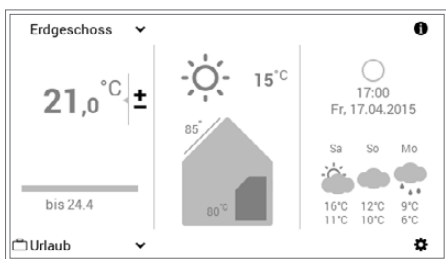 Erdgeschoss
21,0 °C ±
bis 24.4
Urlaub
15°C
85°
80°C
17:00
Fr, 17.04.2015
Sa So Mo
16°C 12°C 9°C
11°C 10°C 6°C